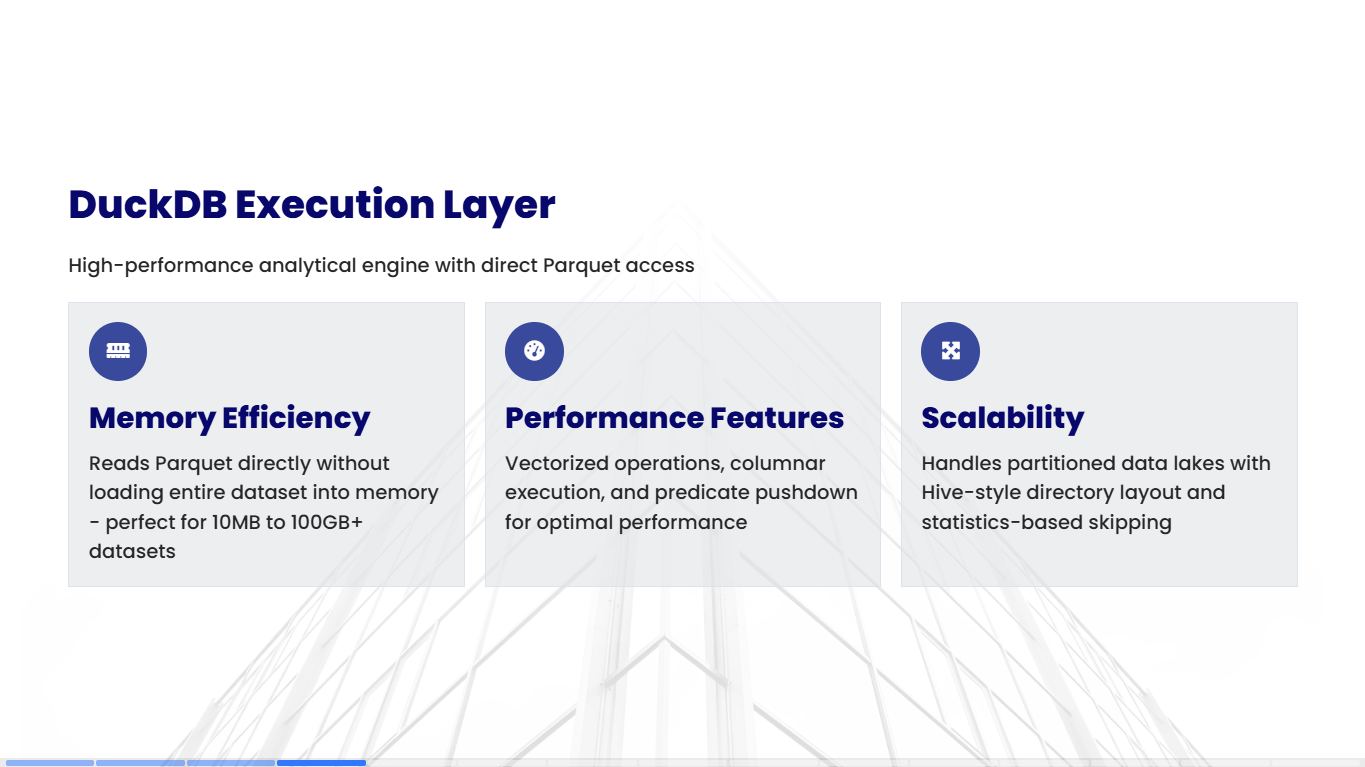 DuckDB Execution Layer
High-performance analytical engine with direct Parquet access
Memory Efficiency
Reads Parquet directly without
loading entire dataset into memory
- perfect for 10MB to 100GB+
datasets
Performance Features
Vectorized operations, columnar
execution, and predicate pushdown
for optimal performance
Scalability
Handles partitioned data lakes with
Hive-style directory layout and
statistics-based skipping